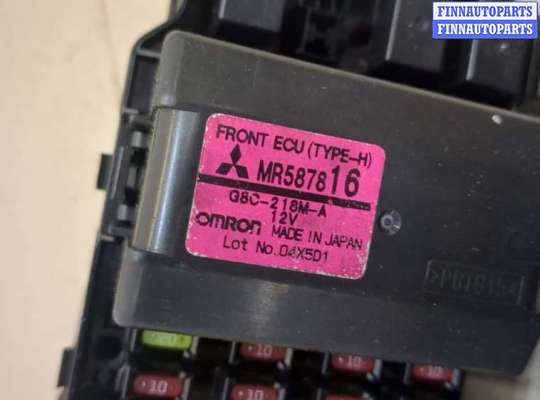 FINNAUTOPARTS
FINNAUTOPARTS
FRONT ECU (TYPE-H)
MR587816
G8C-218M-A
12V
OMRON MADE IN JAPAN
Lot No.04X5D1
>PBT
10
10
10
10
10